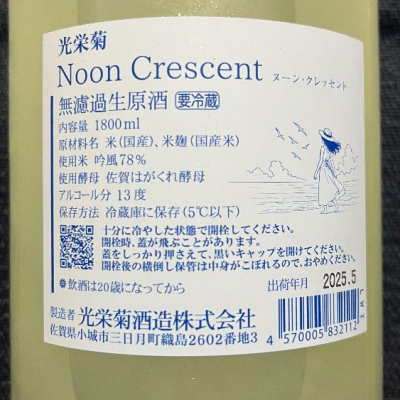 光栄菊
Noon Crescent ヌーン・クレッセント
無濾過生原酒 要冷蔵
内容量 1800ml
原材料名 米(国産)、米麹(国産米)
使用米 吟風78%
使用酵母 佐賀はがくれ酵母
アルコール分 13度
保存方法 冷蔵庫に保存(5℃以下)
十分に冷やした状態で開栓してください。
開栓時、蓋が飛ぶことがあります。
蓋をしっかり押さえて、黒いキャップを開けてください。
開栓後の横倒し保管は中身がこぼれるので、おやめください。
●飲酒は20歳になってから
出荷年月 2025.5
製造者 光栄菊酒造株式会社
佐賀県小城市三日月町織島2602番地3
4 570005 832112